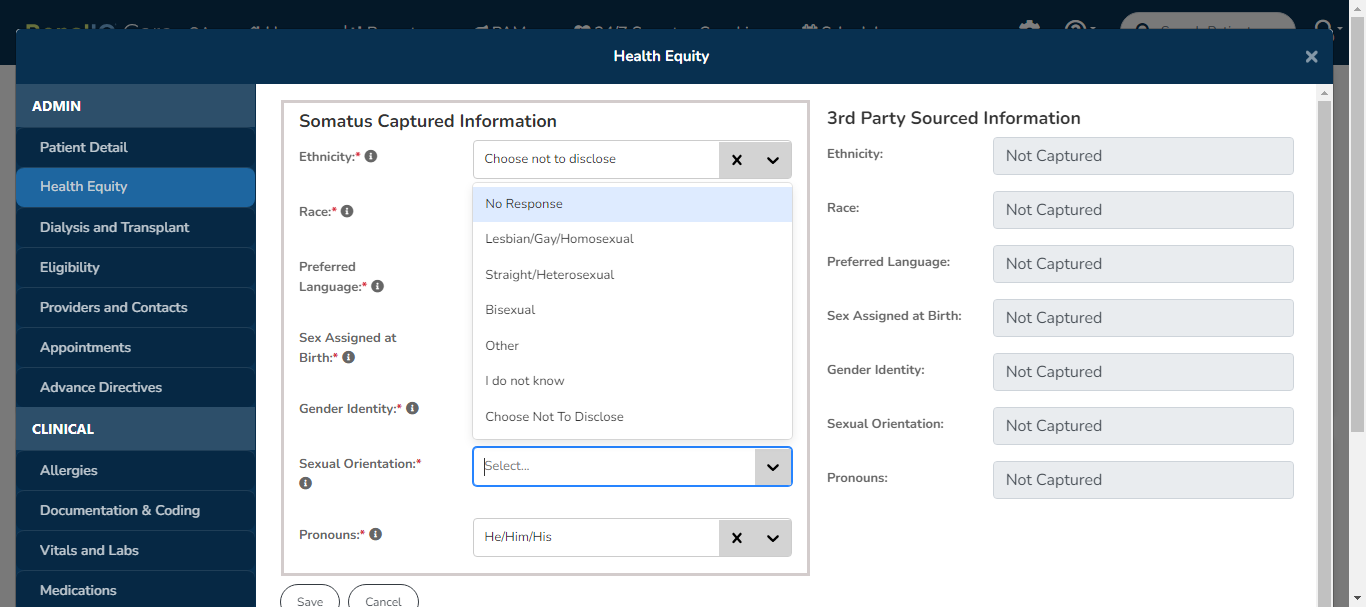 Health Equity
ADMIN
Patient Detail
Health Equity
Dialysis and Transplant
Eligibility
Providers and Contacts
Appointments
Advance Directives
CLINICAL
Allergies
Documentation & Coding
Vitals and Labs
Medications
Somatus Captured Information
Ethnicity:*
Choose not to disclose
Race:*
Preferred
Language:*
Sex Assigned at
Birth:*
Gender Identity:*
No Response
Lesbian/Gay/Homosexual
Straight/Heterosexual
Bisexual
Other
I do not know
Choose Not To Disclose
Sexual Orientation:*
Select...
Pronouns:*
He/Him/His
Save
Cancel
3rd Party Sourced Information
Ethnicity:
Not Captured
Race:
Not Captured
Preferred Language:
Not Captured
Sex Assigned at Birth:
Not Captured
Gender Identity:
Not Captured
Sexual Orientation:
Not Captured
Pronouns:
Not Captured